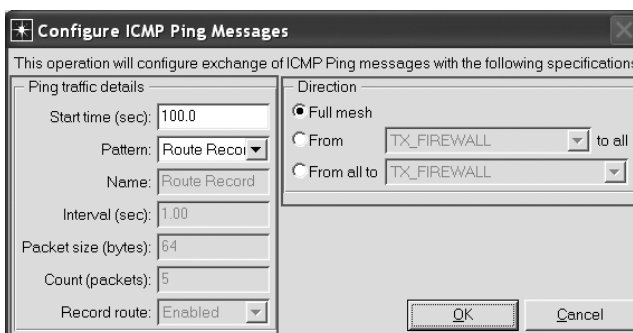 Configure ICMP Ping Messages
This operation will configure exchange of ICMP Ping messages with the following specifications
Ping traffic details
Start time (sec): 100.0
Pattern: Route Recor
Name: Route Record
Interval (sec): 1.00
Packet size (bytes): 64
Count (packets): 5
Record route: Enabled
Direction
Full mesh
From TX_FIREWALL to all
From all to TX_FIREWALL
OK Cancel